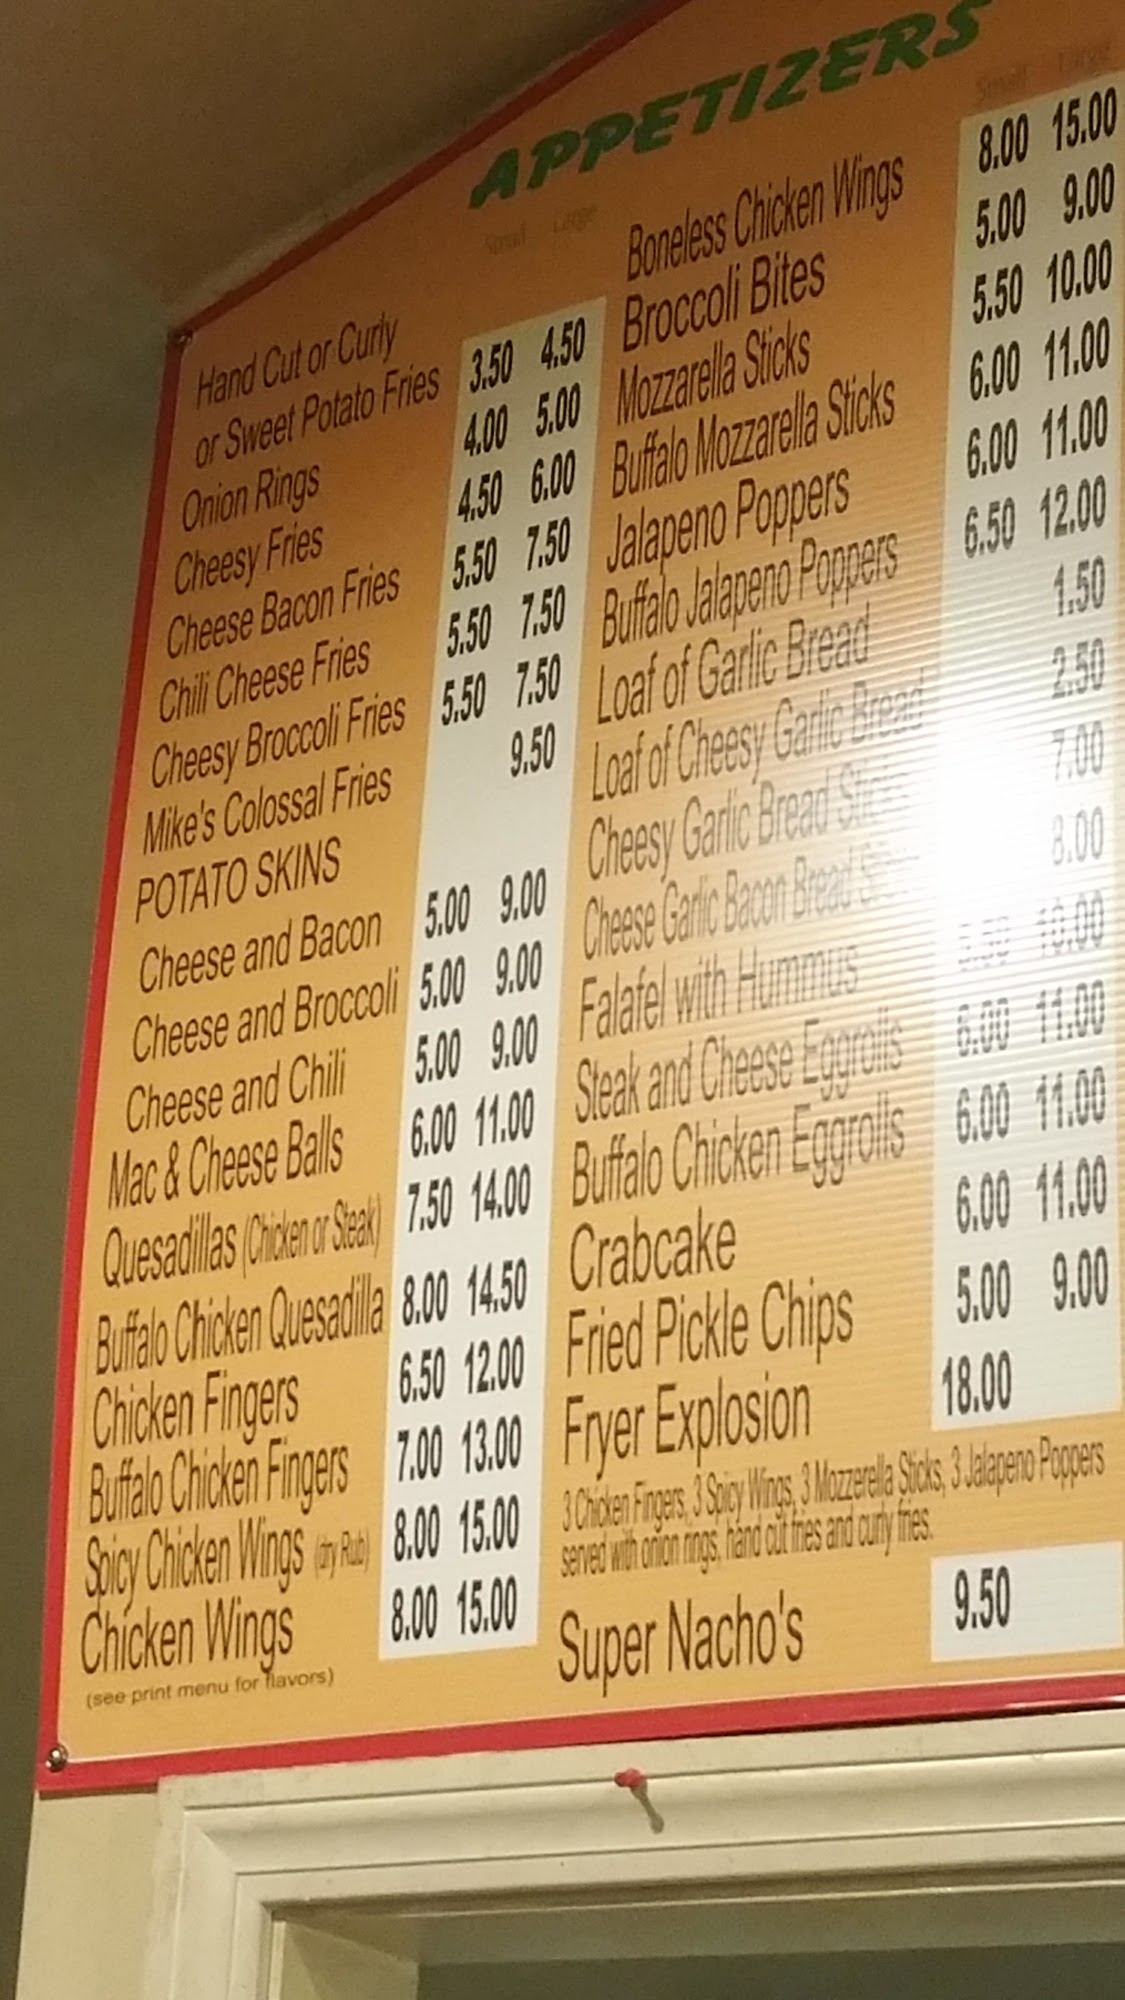 APPETIZERS
Small Large
Hand Cut or Curly
or Sweet Potato Fries 3.50 4.50
Onion Rings 4.00 5.00
Cheesy Fries 4.50 6.00
Cheese Bacon Fries 5.50 7.50
Chili Cheese Fries 5.50 7.50
Cheesy Broccoli Fries 5.50 7.50
Mike's Colossal Fries 9.50
POTATO SKINS
Cheese and Bacon 5.00 9.00
Cheese and Broccoli 5.00 9.00
Cheese and Chili 5.00 9.00
Mac & Cheese Balls 6.00 11.00
Quesadillas (Chicken or Steak) 7.50 14.00
Buffalo Chicken Quesadilla 8.00 14.50
Chicken Fingers 6.50 12.00
Buffalo Chicken Fingers 7.00 13.00
Spicy Chicken Wings (dry Rub) 8.00 15.00
Chicken Wings 8.00 15.00
(see print menu for flavors)
Small Large
Boneless Chicken Wings 8.00 15.00
Broccoli Bites 5.00 9.00
Mozzarella Sticks 5.50 10.00
Buffalo Mozzarella Sticks 6.00 11.00
Jalapeno Poppers 6.00 11.00
Buffalo Jalapeno Poppers 6.50 12.00
Loaf of Garlic Bread 1.50
Loaf of Cheesy Garlic Bread 2.50
Cheesy Garlic Bread Sticks 7.00
Cheese Garlic Bacon Bread 8.00
Falafel with Hummus 5.50 10.00
Steak and Cheese Eggrolls 6.00 11.00
Buffalo Chicken Eggrolls 6.00 11.00
Crabcake 6.00 11.00
Fried Pickle Chips 5.00 9.00
Fryer Explosion 18.00
3 Chicken Fingers, 3 Spicy Wings, 3 Mozzerella Sticks, 3 Jalapeno Poppers
served with onion rings, hand cut fries and curly fries.
Super Nacho's 9.50